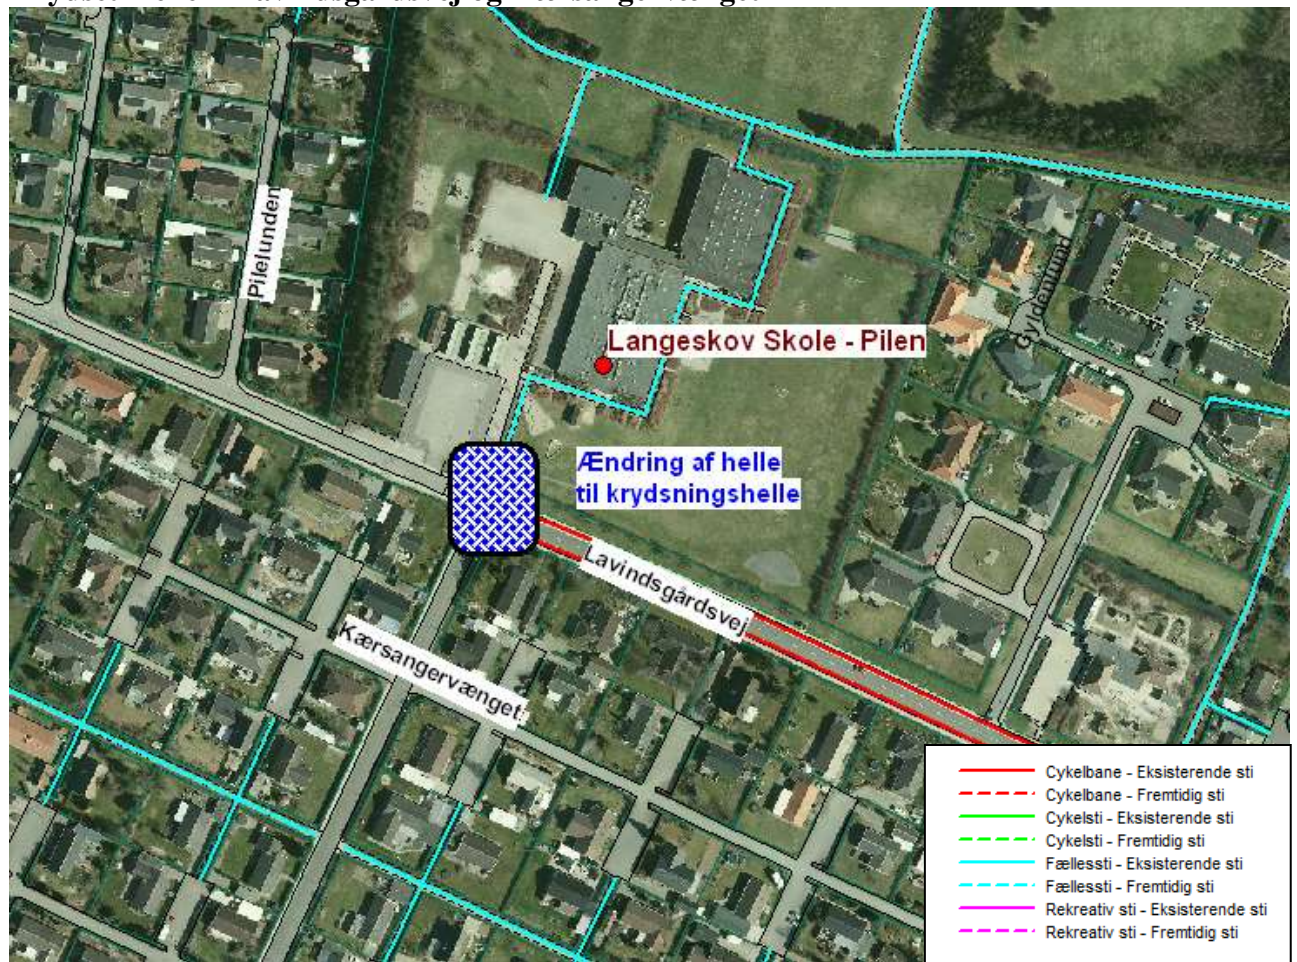 Pilelunden
Gyldenlund
Langeskov Skole - Pilen
Ændring af helle
til krydsningshelle
Lavindsgårdsvej
Kærsangervænget
Cykelbane - Eksisterende sti
Cykelbane - Fremtidig sti
Cykelsti - Eksisterende sti
Cykelsti - Fremtidig sti
Fællessti - Eksisterende sti
Fællessti - Fremtidig sti
Rekreativ sti - Eksisterende sti
Rekreativ sti - Fremtidig sti